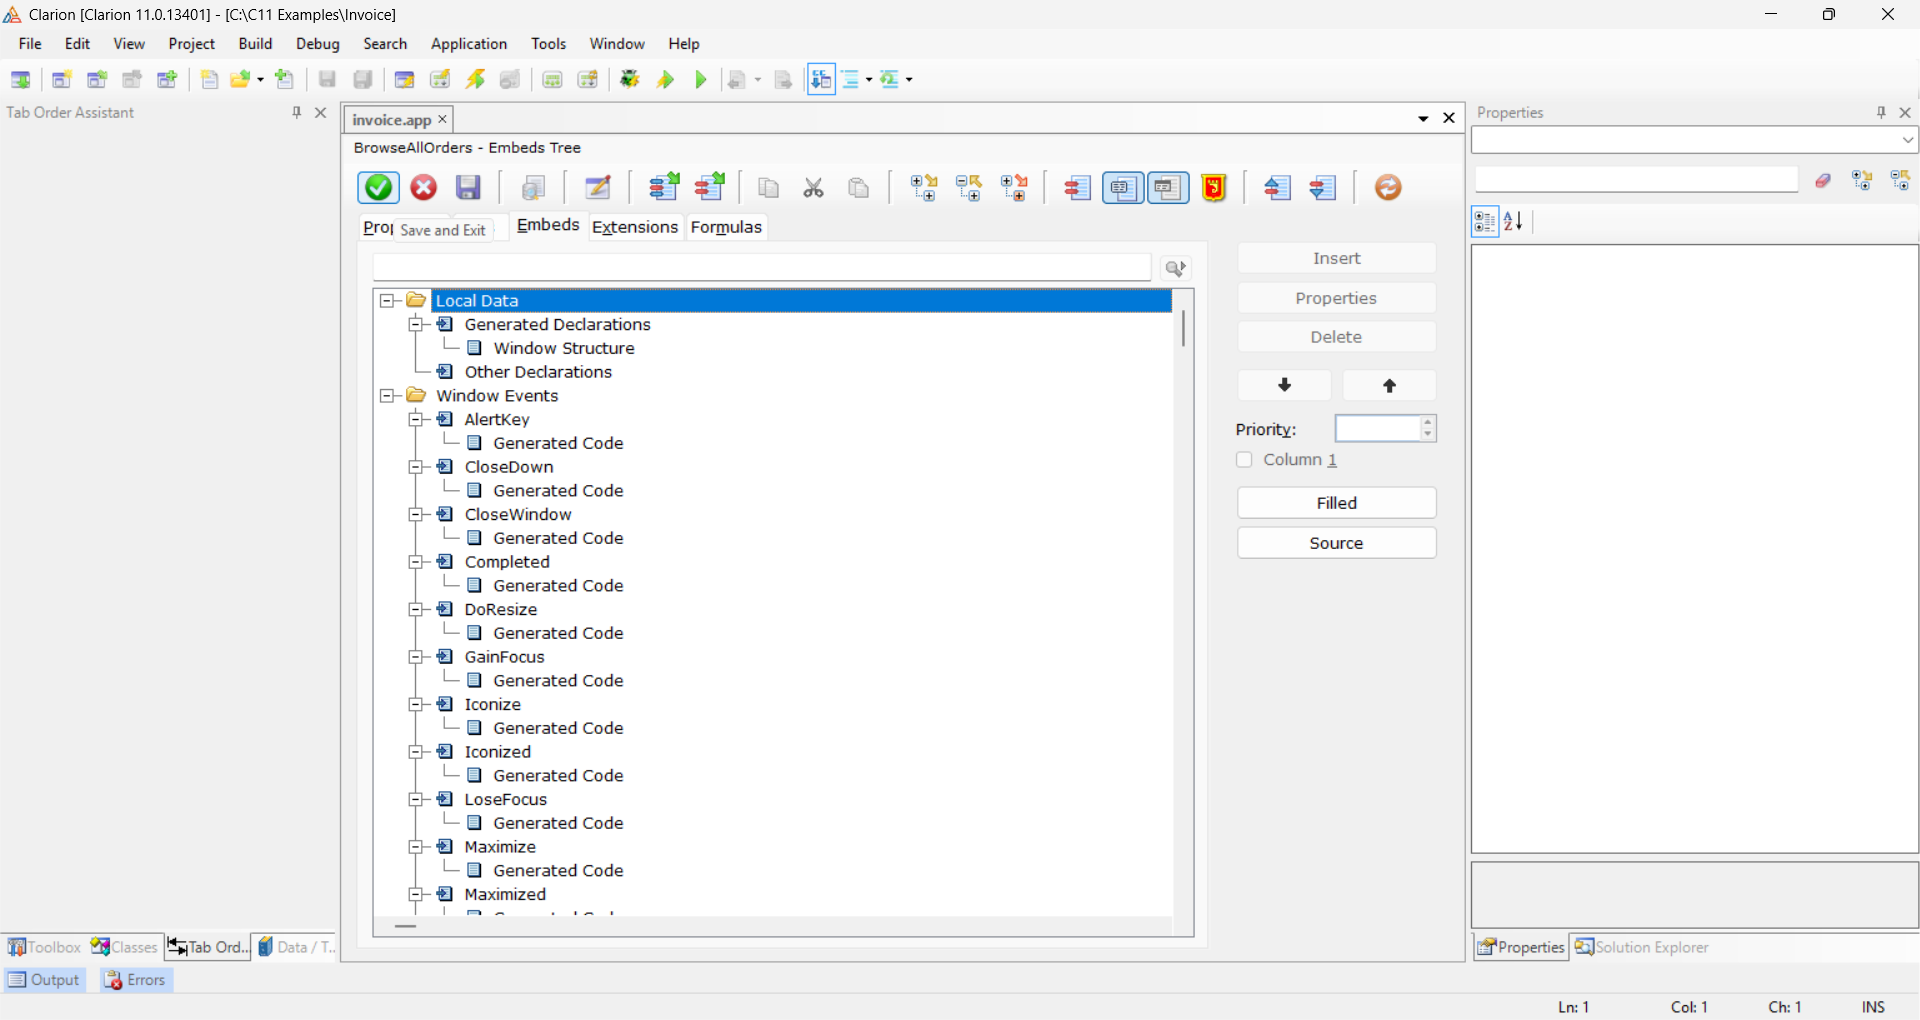 Clarion [Clarion 11.0.13401] - [C:\C11 Examples\Invoice]
File Edit View Project Build Debug Search Application Tools Window Help
Tab Order Assistant
invoice.app
Properties
BrowseAllOrders - Embeds Tree
Save and Exit
Embeds Extensions Formulas
Local Data
Generated Declarations
Window Structure
Other Declarations
Window Events
AlertKey
Generated Code
CloseDown
Generated Code
CloseWindow
Generated Code
Completed
Generated Code
DoResize
Generated Code
GainFocus
Generated Code
Iconize
Generated Code
Iconized
Generated Code
LoseFocus
Generated Code
Maximize
Generated Code
Maximized
Insert
Properties
Delete
Priority:
Column 1
Filled
Source
Toolbox Classes Tab Ord... Data / T...
Properties Solution Explorer
Output Errors
Ln: 1 Col: 1 Ch: 1 INS